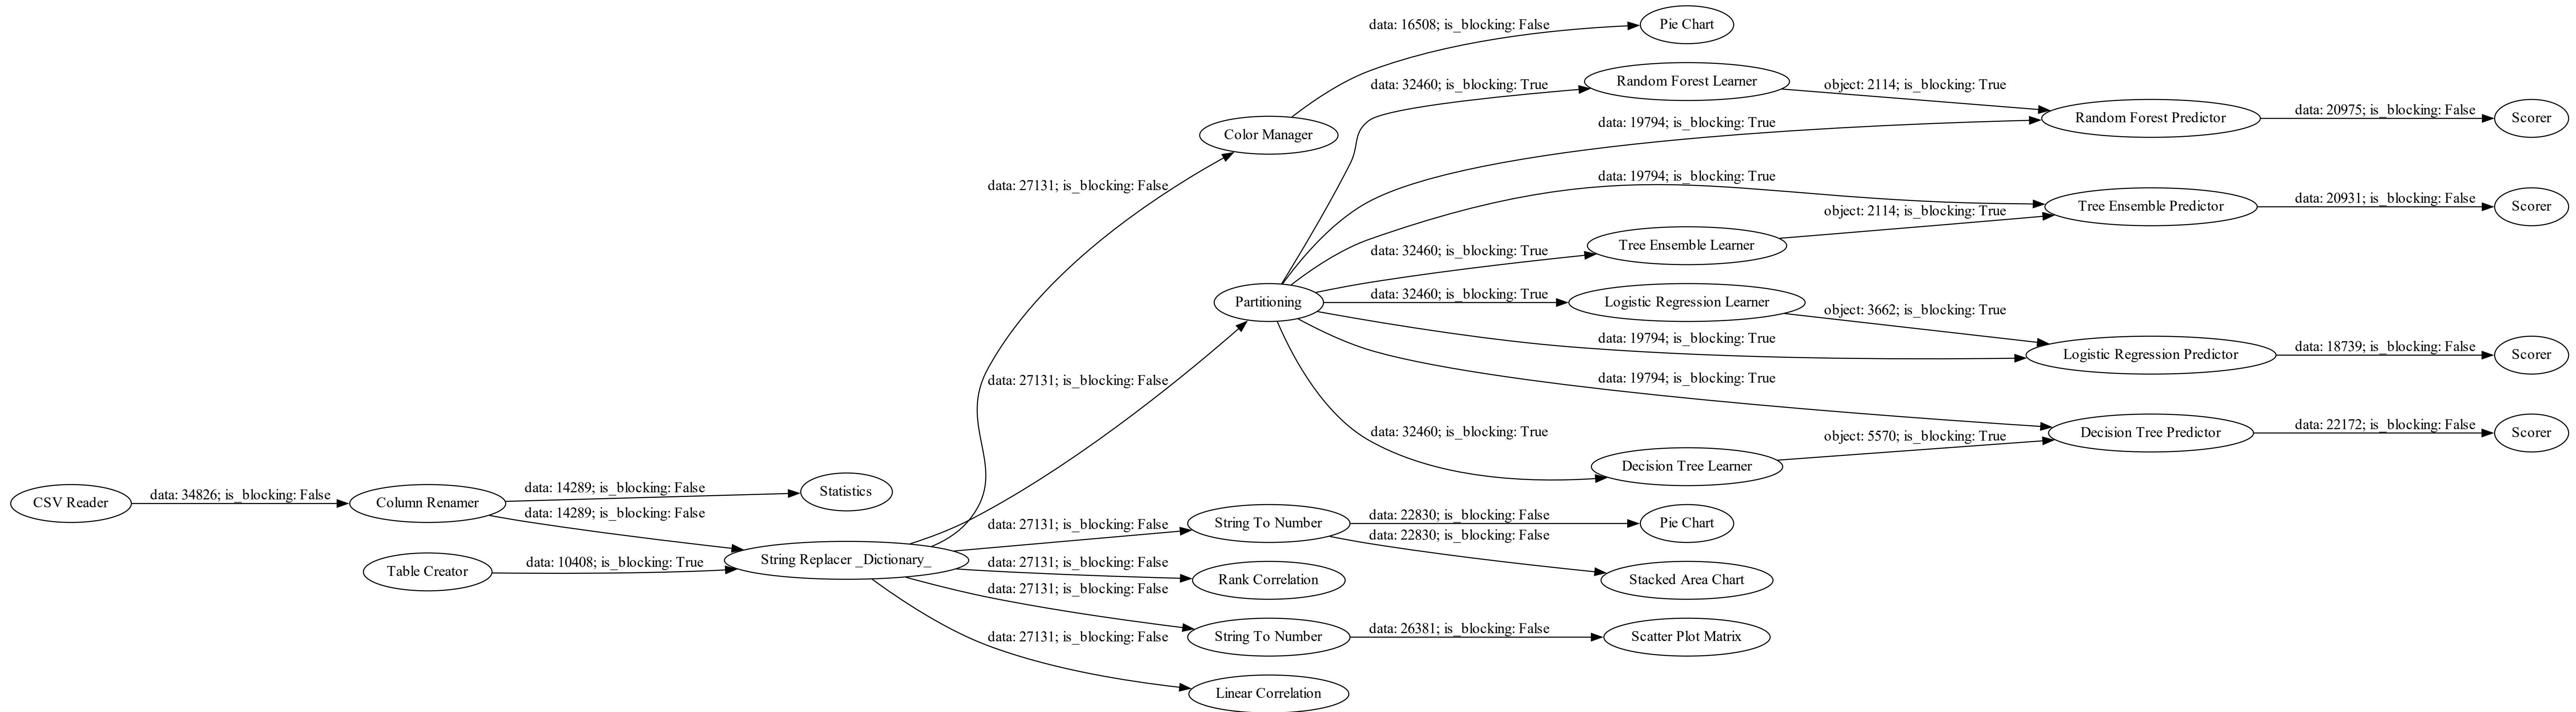 data: 16508; is_blocking: False
Pie Chart
data: 32460; is_blocking: True
Random Forest Learner
object: 2114; is_blocking: True
Random Forest Predictor
data: 20975; is_blocking: False
Scorer
Color Manager
data: 19794; is_blocking: True
data: 27131; is_blocking: False
data: 19794; is_blocking: True
object: 2114; is_blocking: True
Tree Ensemble Predictor
data: 20931; is_blocking: False
Scorer
data: 32460; is_blocking: True
Tree Ensemble Learner
Partitioning
data: 32460; is_blocking: True
Logistic Regression Learner
object: 3662; is_blocking: True
data: 19794; is_blocking: True
Logistic Regression Predictor
data: 18739; is_blocking: False
Scorer
data: 27131; is_blocking: False
data: 19794; is_blocking: True
data: 32460; is_blocking: True
object: 5570; is_blocking: True
Decision Tree Predictor
data: 22172; is_blocking: False
Scorer
Decision Tree Learner
CSV Reader
data: 34826; is_blocking: False
Column Renamer
data: 14289; is_blocking: False
Statistics
data: 14289; is_blocking: False
Table Creator
data: 10408; is_blocking: True
String Replacer _Dictionary_
data: 27131; is_blocking: False
String To Number
data: 22830; is_blocking: False
Pie Chart
data: 22830; is_blocking: False
Stacked Area Chart
data: 27131; is_blocking: False
Rank Correlation
data: 27131; is_blocking: False
String To Number
data: 26381; is_blocking: False
Scatter Plot Matrix
data: 27131; is_blocking: False
Linear Correlation